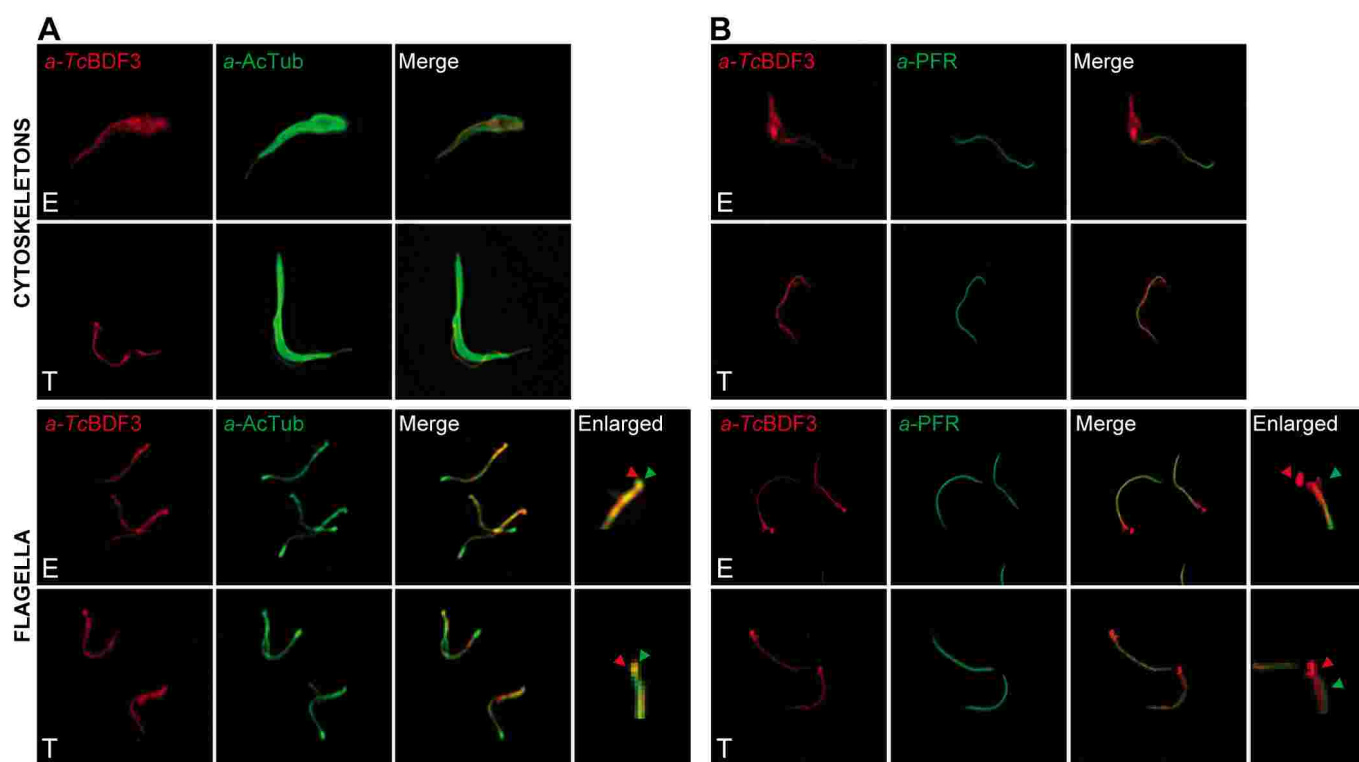 A
B
a-TcBDF3 a-AcTub Merge
a-TcBDF3 a-PFR Merge
CYTOSKELETONS
E
E
T
T
a-TcBDF3 a-AcTub Merge Enlarged
a-TcBDF3 a-PFR Merge Enlarged
FLAGELLA
E
E
T
T